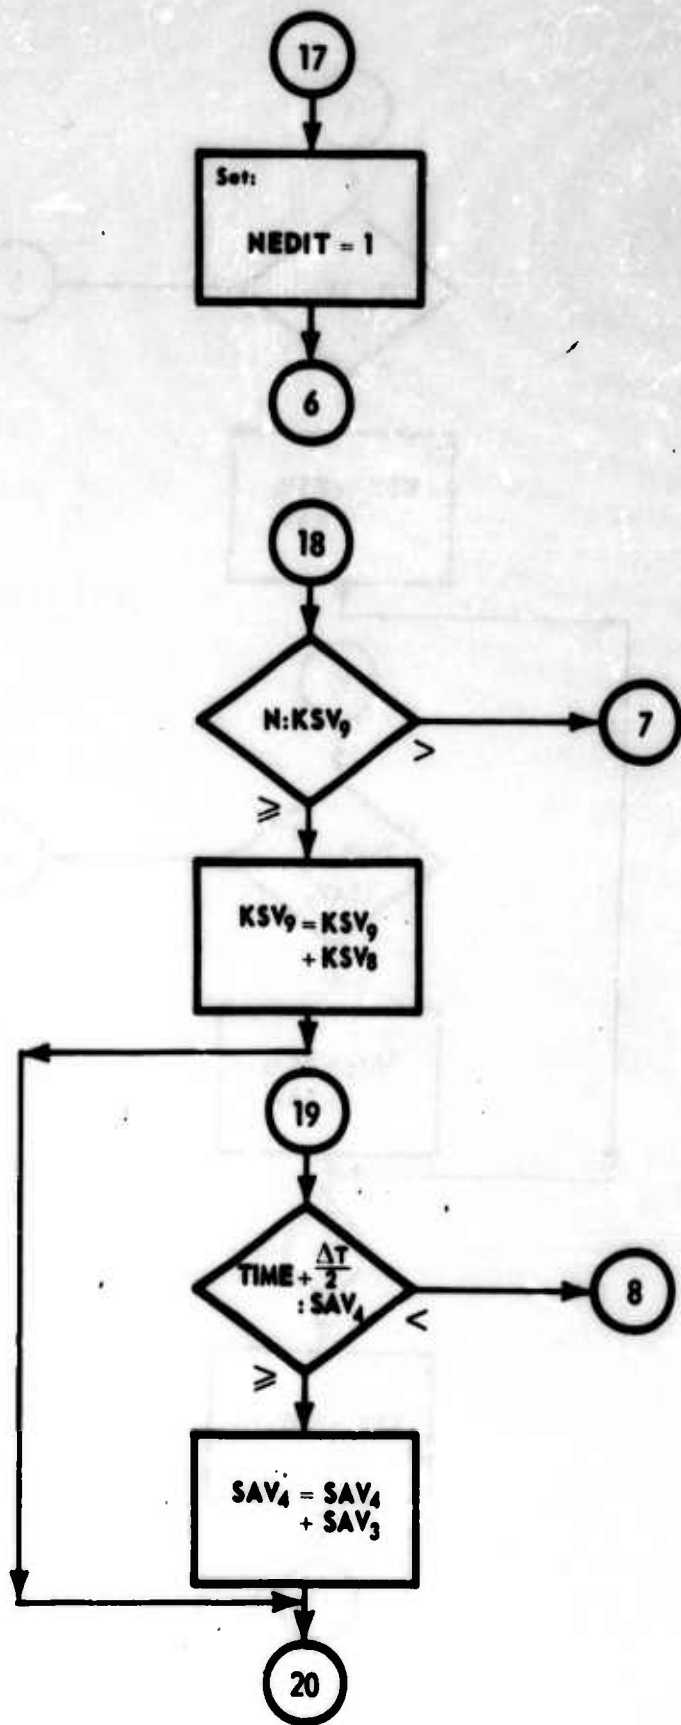 17
Set:
NEDIT = 1
6
18
N:KSV₉
7
>
≥
KSV₉ = KSV₉
+ KSV₈
19
TIME + ΔT/2
: SAV₄
8
<
≥
SAV₄ = SAV₄
+ SAV₃
20